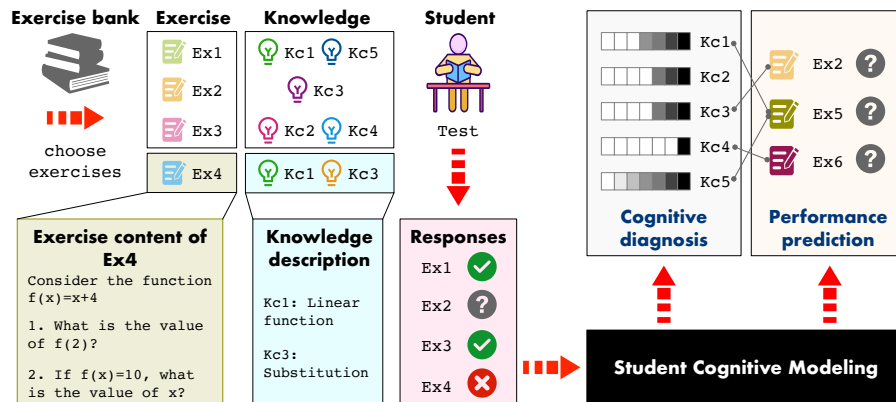 Exercise bank
Exercise
Knowledge
Student
Ex1
Kc1 Kc5
Ex2
Kc3
Ex3
Kc2 Kc4
Ex4
Kc1 Kc3
choose
exercises
Test
Exercise content of
Ex4
Consider the function
f(x)=x+4
1. What is the value
of f(2)?
2. If f(x)=10, what
is the value of x?
Knowledge
description
Kc1: Linear
function
Kc3:
Substitution
Responses
Ex1
Ex2
?
Ex3
Ex4
Kc1
Kc2
Kc3
Kc4
Kc5
Cognitive
diagnosis
Ex2 ?
Ex5 ?
Ex6 ?
Performance
prediction
Student Cognitive Modeling